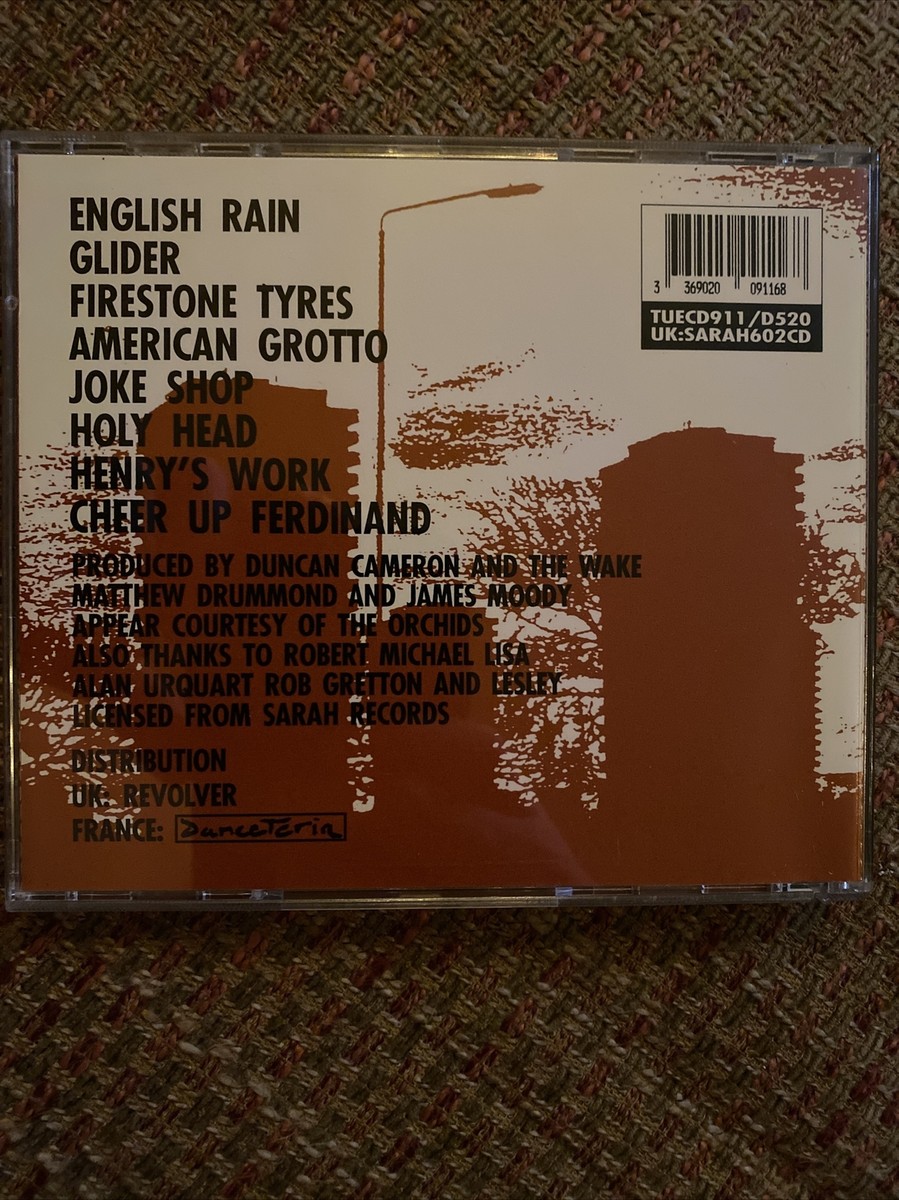 ENGLISH RAIN
GLIDER
FIRESTONE TYRES
AMERICAN GROTTO
JOKE SHOP
HOLY HEAD
HENRY'S WORK
CHEER UP FERDINAND
PRODUCED BY DUNCAN CAMERON AND THE WAKE
MATTHEW DRUMMOND AND JAMES MOODY
APPEAR COURTESY OF THE ORCHIDS
ALSO THANKS TO ROBERT MICHAEL LISA
ALAN URQUART ROB GRETTON AND LESLEY
LICENSED FROM SARAH RECORDS
DISTRIBUTION
UK: REVOLVER
FRANCE: DanceTeria
3 369020 091168
TUECD911/D520
UK:SARAH602CD